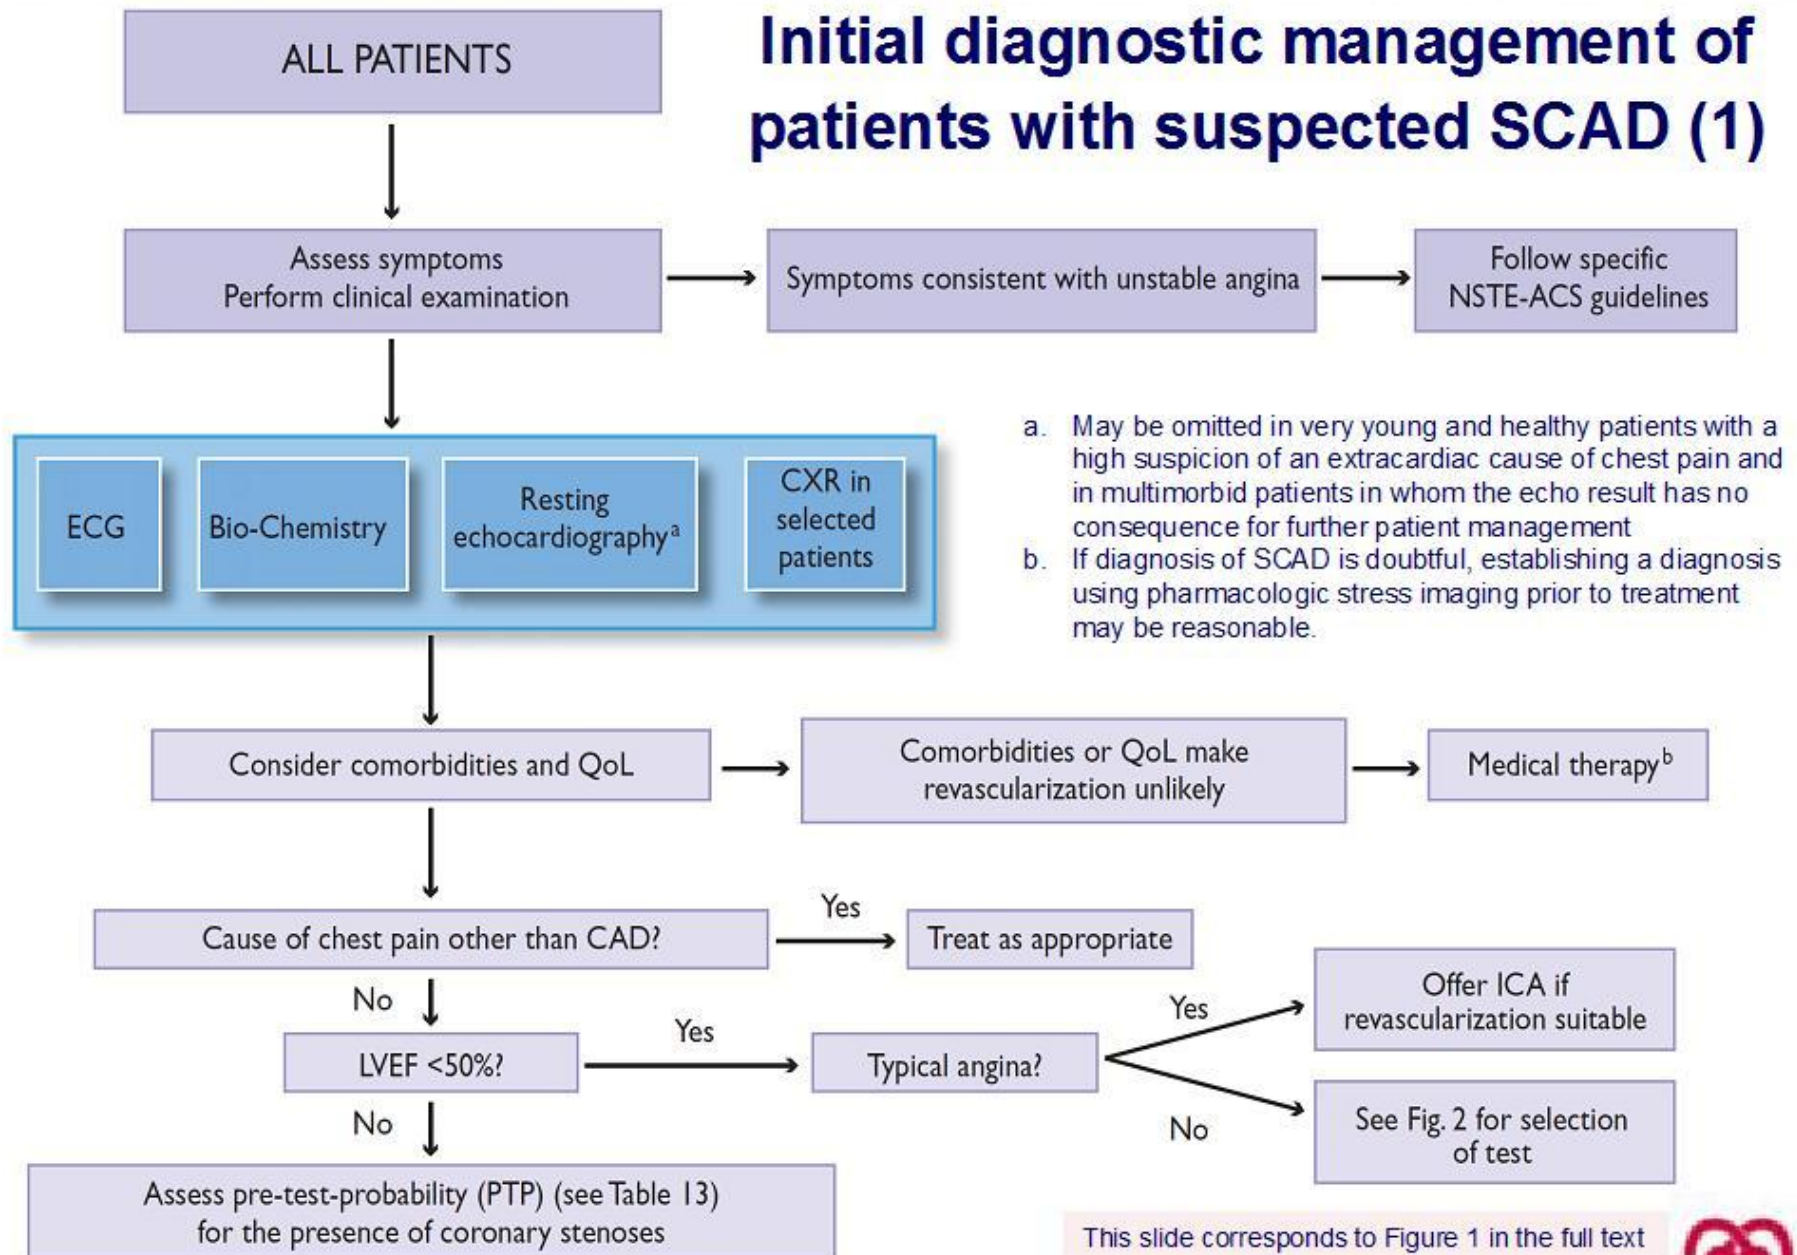 Initial diagnostic management of
patients with suspected SCAD (1)
ALL PATIENTS
Assess symptoms
Perform clinical examination
Symptoms consistent with unstable angina
Follow specific
NSTE-ACS guidelines
ECG
Bio-Chemistry
Resting
echocardiographyᵃ
CXR in
selected
patients
a. May be omitted in very young and healthy patients with a
high suspicion of an extracardiac cause of chest pain and
in multimorbid patients in whom the echo result has no
consequence for further patient management
b. If diagnosis of SCAD is doubtful, establishing a diagnosis
using pharmacologic stress imaging prior to treatment
may be reasonable.
Consider comorbidities and QoL
Comorbidities or QoL make
revascularization unlikely
Medical therapyᵇ
Cause of chest pain other than CAD?
Yes
Treat as appropriate
No
LVEF <50%?
Yes
Typical angina?
Yes
Offer ICA if
revascularization suitable
No
See Fig. 2 for selection
of test
No
Assess pre-test-probability (PTP) (see Table 13)
for the presence of coronary stenoses
This slide corresponds to Figure 1 in the full text